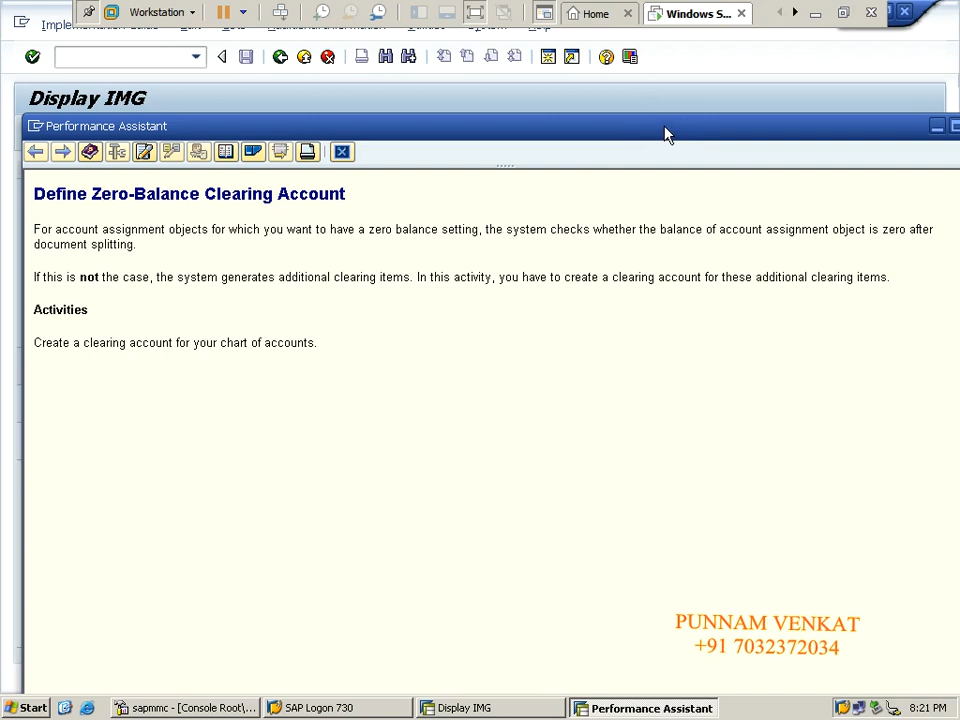 Workstation
Home
Windows S...
Display IMG
Performance Assistant
Define Zero-Balance Clearing Account
For account assignment objects for which you want to have a zero balance setting, the system checks whether the balance of account assignment object is zero after
document splitting.
If this is not the case, the system generates additional clearing items. In this activity, you have to create a clearing account for these additional clearing items.
Activities
Create a clearing account for your chart of accounts.
PUNNAM VENKAT
+91 7032372034
Start
sapmmc - [Console Root\...
SAP Logon 730
Display IMG
Performance Assistant
8:21 PM